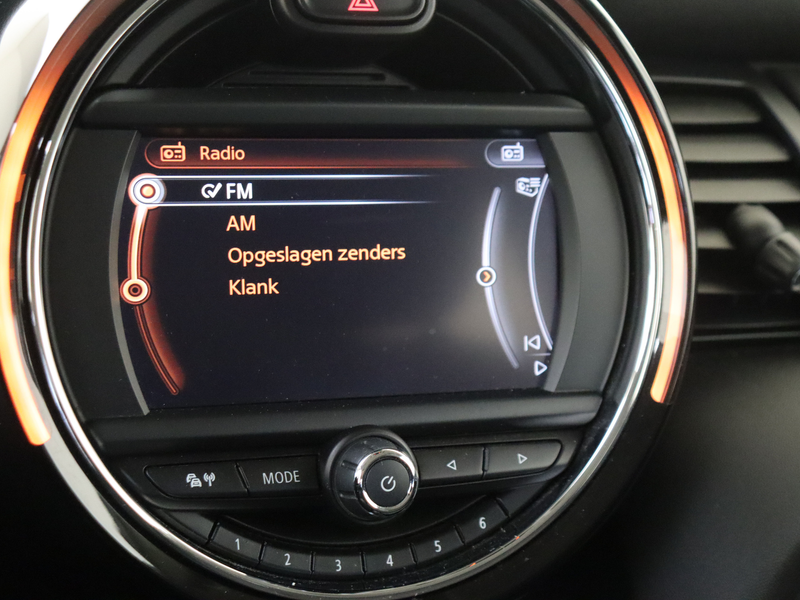 Radio
FM
AM
Opgeslagen zenders
Klank
MODE
1 2 3 4 5 6